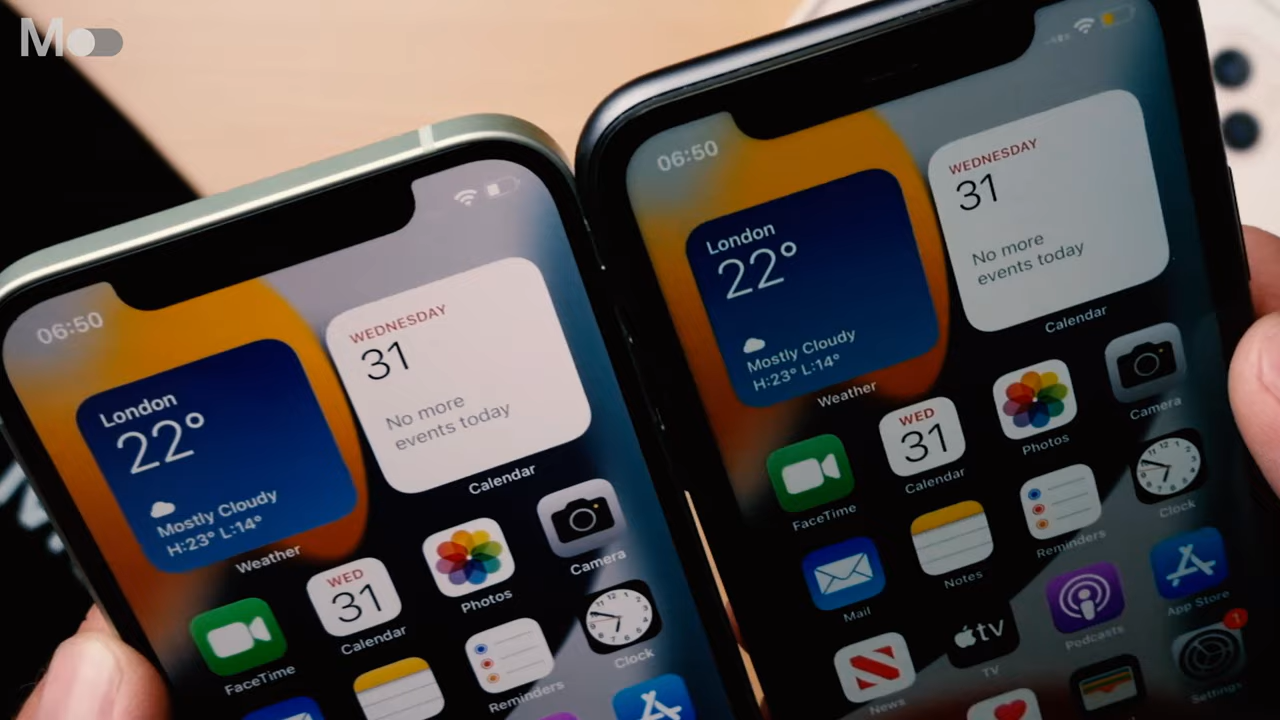 Mo
06:50
London
22°
Mostly Cloudy
H:23° L:14°
Weather
WEDNESDAY
31
No more
events today
Calendar
FaceTime
WED
31
Calendar
Photos
Camera
Reminders
Clock
06:50
London
22°
Mostly Cloudy
H:23° L:14°
Weather
WEDNESDAY
31
No more
events today
Calendar
FaceTime
WED
31
Calendar
Photos
Camera
Mail
Notes
Reminders
Clock
News
tv
TV
Podcasts
App Store
1
Settings